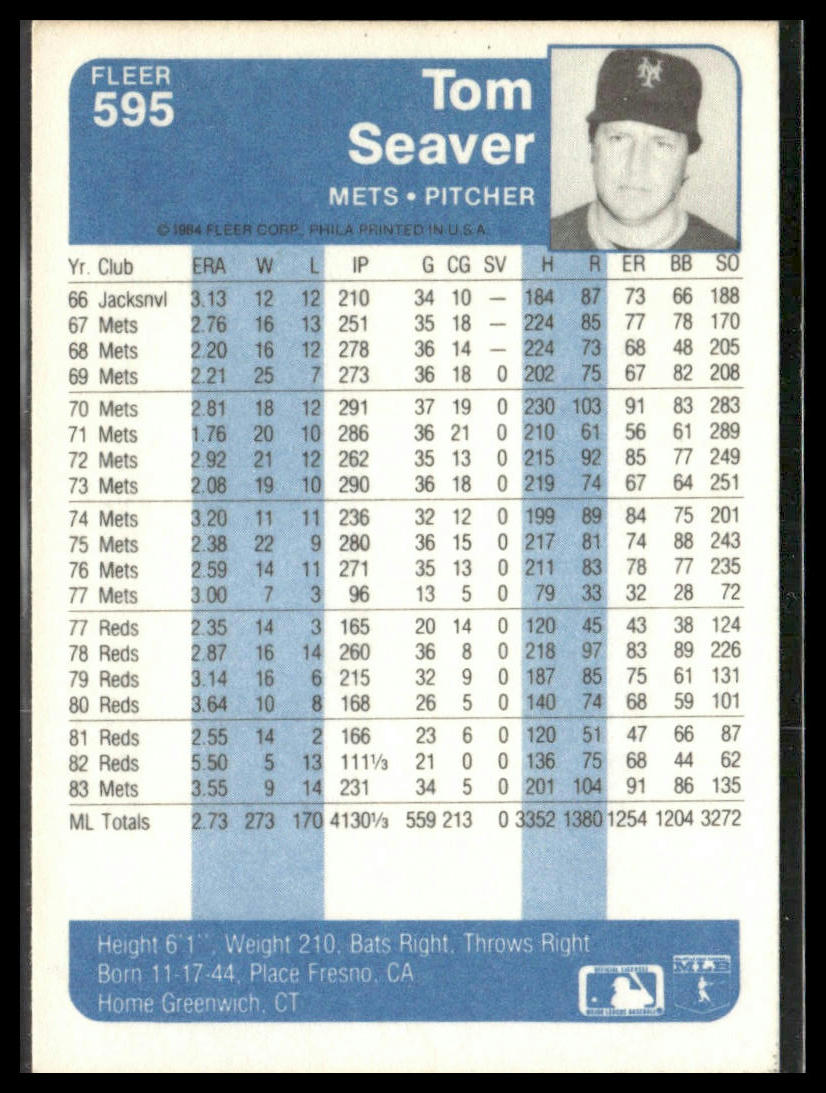 FLEER
595
Tom
Seaver
METS • PITCHER
© 1984 FLEER CORP. PHILA PRINTED IN U.S.A.
Yr. Club ERA W L IP G CG SV H R ER BB SO
66 Jacksnvl 3.13 12 12 210 34 10 — 184 87 73 66 188
67 Mets 2.76 16 13 251 35 18 — 224 85 77 78 170
68 Mets 2.20 16 12 278 36 14 — 224 73 68 48 205
69 Mets 2.21 25 7 273 36 18 0 202 75 67 82 208
70 Mets 2.81 18 12 291 37 19 0 230 103 91 83 283
71 Mets 1.76 20 10 286 36 21 0 210 61 56 61 289
72 Mets 2.92 21 12 262 35 13 0 215 92 85 77 249
73 Mets 2.08 19 10 290 36 18 0 219 74 67 64 251
74 Mets 3.20 11 11 236 32 12 0 199 89 84 75 201
75 Mets 2.38 22 9 280 36 15 0 217 81 74 88 243
76 Mets 2.59 14 11 271 35 13 0 211 83 78 77 235
77 Mets 3.00 7 3 96 13 5 0 79 33 32 28 72
77 Reds 2.35 14 3 165 20 14 0 120 45 43 38 124
78 Reds 2.87 16 14 260 36 8 0 218 97 83 89 226
79 Reds 3.14 16 6 215 32 9 0 187 85 75 61 131
80 Reds 3.64 10 8 168 26 5 0 140 74 68 59 101
81 Reds 2.55 14 2 166 23 6 0 120 51 47 66 87
82 Reds 5.50 5 13 111⅓ 21 0 0 136 75 68 44 62
83 Mets 3.55 9 14 231 34 5 0 201 104 91 86 135
ML Totals 2.73 273 170 4130⅓ 559 213 0 3352 1380 1254 1204 3272
Height 6'1", Weight 210, Bats Right, Throws Right
Born 11-17-44, Place Fresno, CA
Home Greenwich, CT
OFFICIAL LICENSEE
MAJOR LEAGUE BASEBALL
MLB